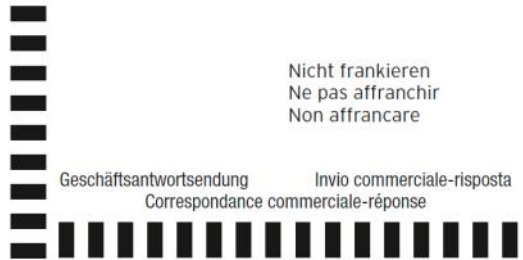 Nicht frankieren
Ne pas affranchir
Non affrancare
Geschäftsantwortsendung Invio commerciale-risposta
Correspondance commerciale-réponse